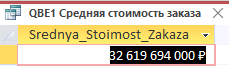 QBE1 Средняя стоимость заказа
Srednya_Stoimost_Zakaza
32 619 694 000 ₽